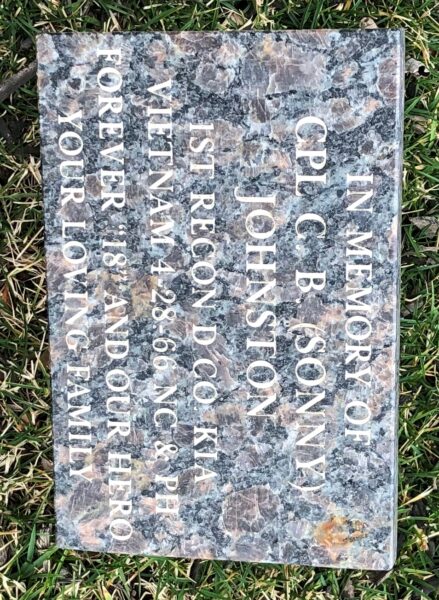 IN MEMORY OF
CPL C. B. (SONNY)
JOHNSTON
1ST RECON D CO KIA
VIETNAM 4-28-66 NC & PH
FOREVER "18" AND OUR HERO
YOUR LOVING FAMILY